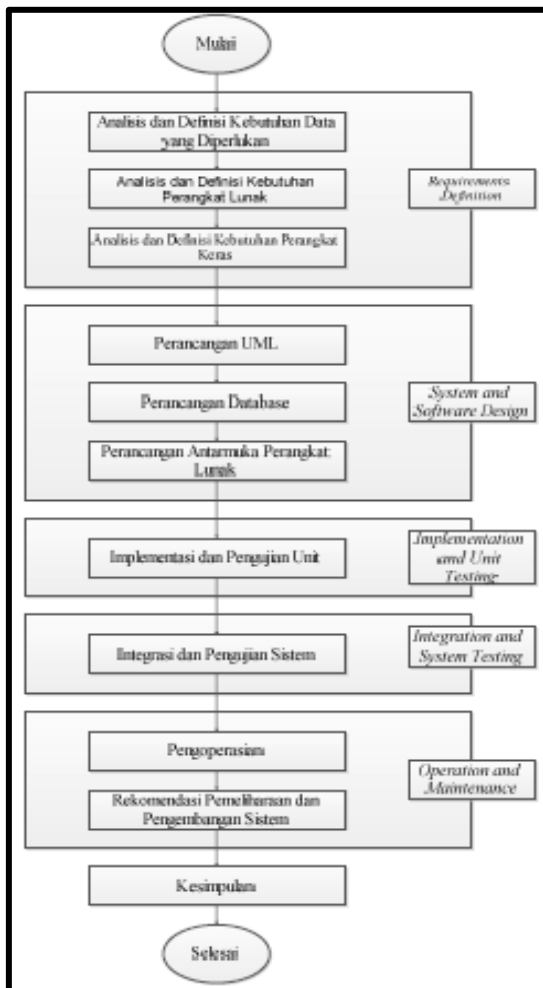 Mulai
Analisis dan Definisi Kebutuhan Data
yang Diperlukan
Analisis dan Definisi Kebutuhan
Perangkat Lunak
Requirements
Definition
Analisis dan Definisi Kebutuhan Perangkat
Keras
Perancangan UML
Perancangan Database
System and
Software Design
Perancangan Antarmuka Perangkat
Lunak
Implementasi dan Pengujian Unit
Implementation
and Unit
Testing
Integrasi dan Pengujian Sistem
Integration and
System Testing
Pengoperasian
Operation and
Maintenance
Rekomendasi Pemeliharaan dan
Pengembangan Sistem
Kesimpulan
Selesai